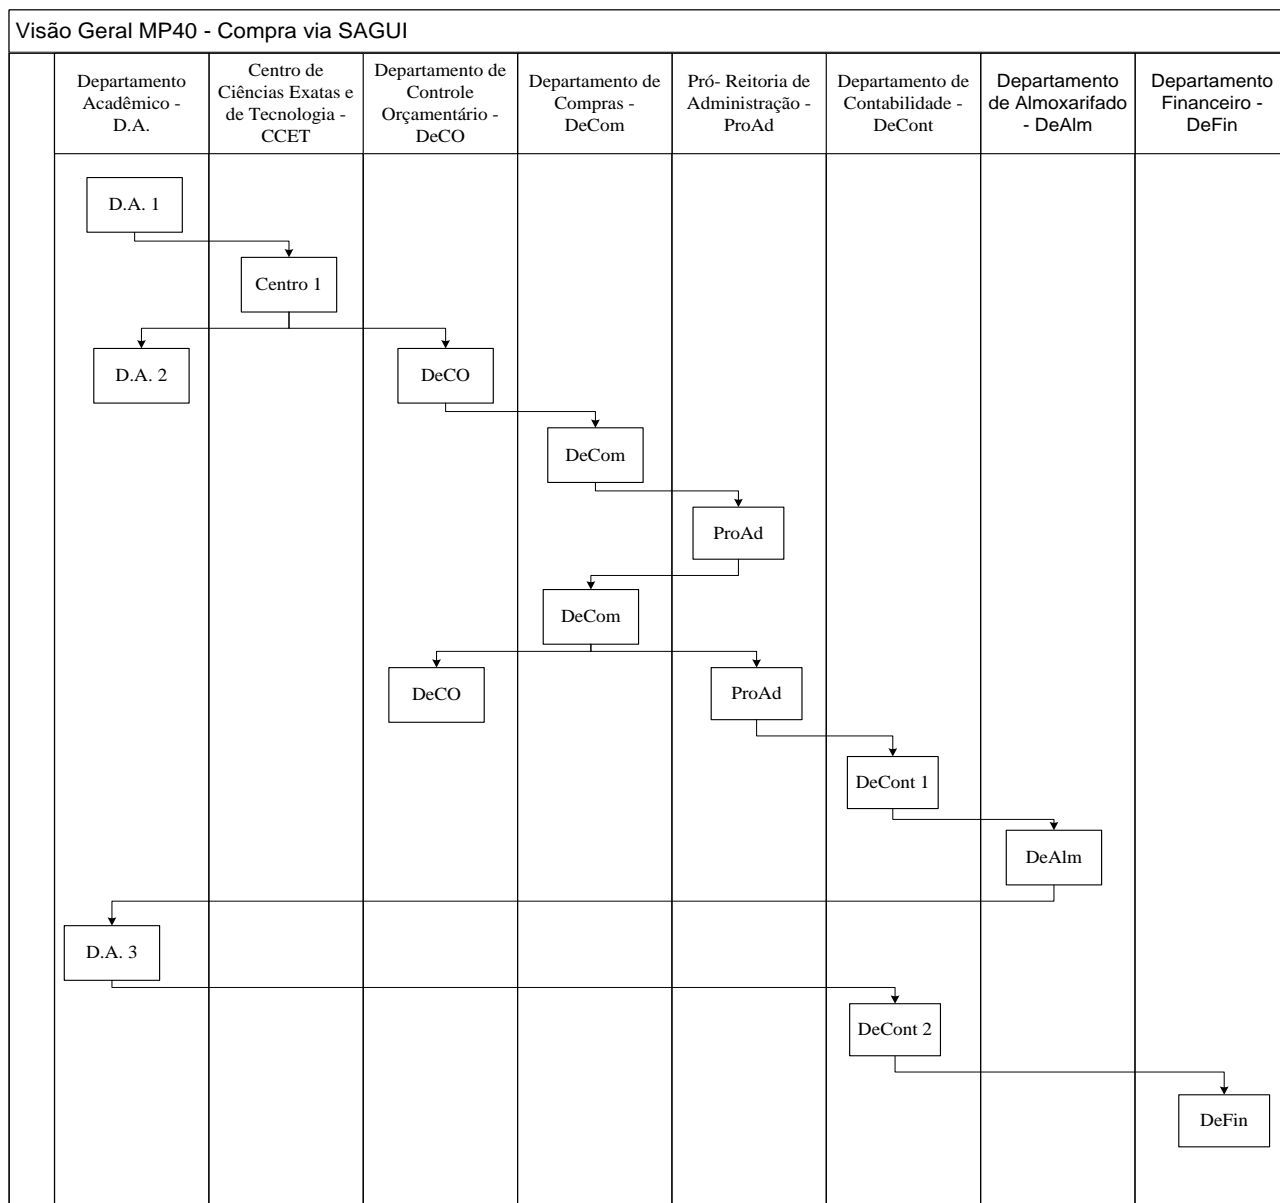 Visão Geral MP40 - Compra via SAGUI
Departamento
Acadêmico -
D.A.
Centro de
Ciências Exatas e
de Tecnologia -
CCET
Departamento de
Controle
Orçamentário -
DeCO
Departamento de
Compras -
DeCom
Pró- Reitoria de
Administração -
ProAd
Departamento de
Contabilidade -
DeCont
Departamento
de Almoxarifado
- DeAlm
Departamento
Financeiro -
DeFin
D.A. 1
Centro 1
D.A. 2
DeCO
DeCom
ProAd
DeCom
DeCO
ProAd
DeCont 1
DeAlm
D.A. 3
DeCont 2
DeFin